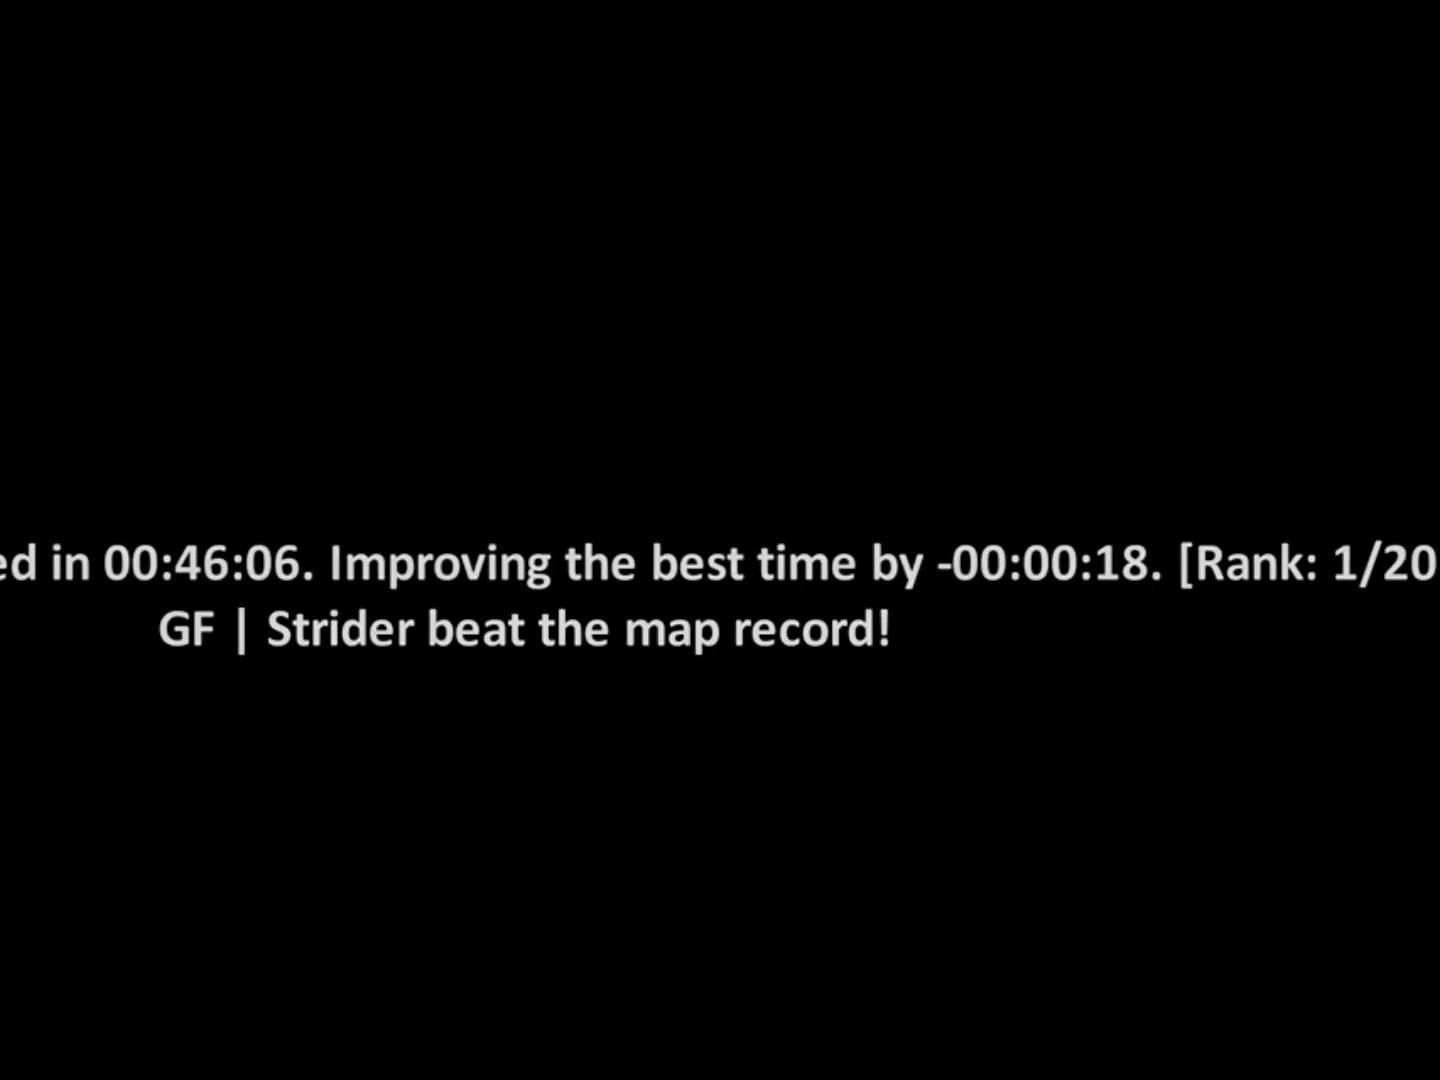 ed in 00:46:06. Improving the best time by -00:00:18. [Rank: 1/20
GF | Strider beat the map record!